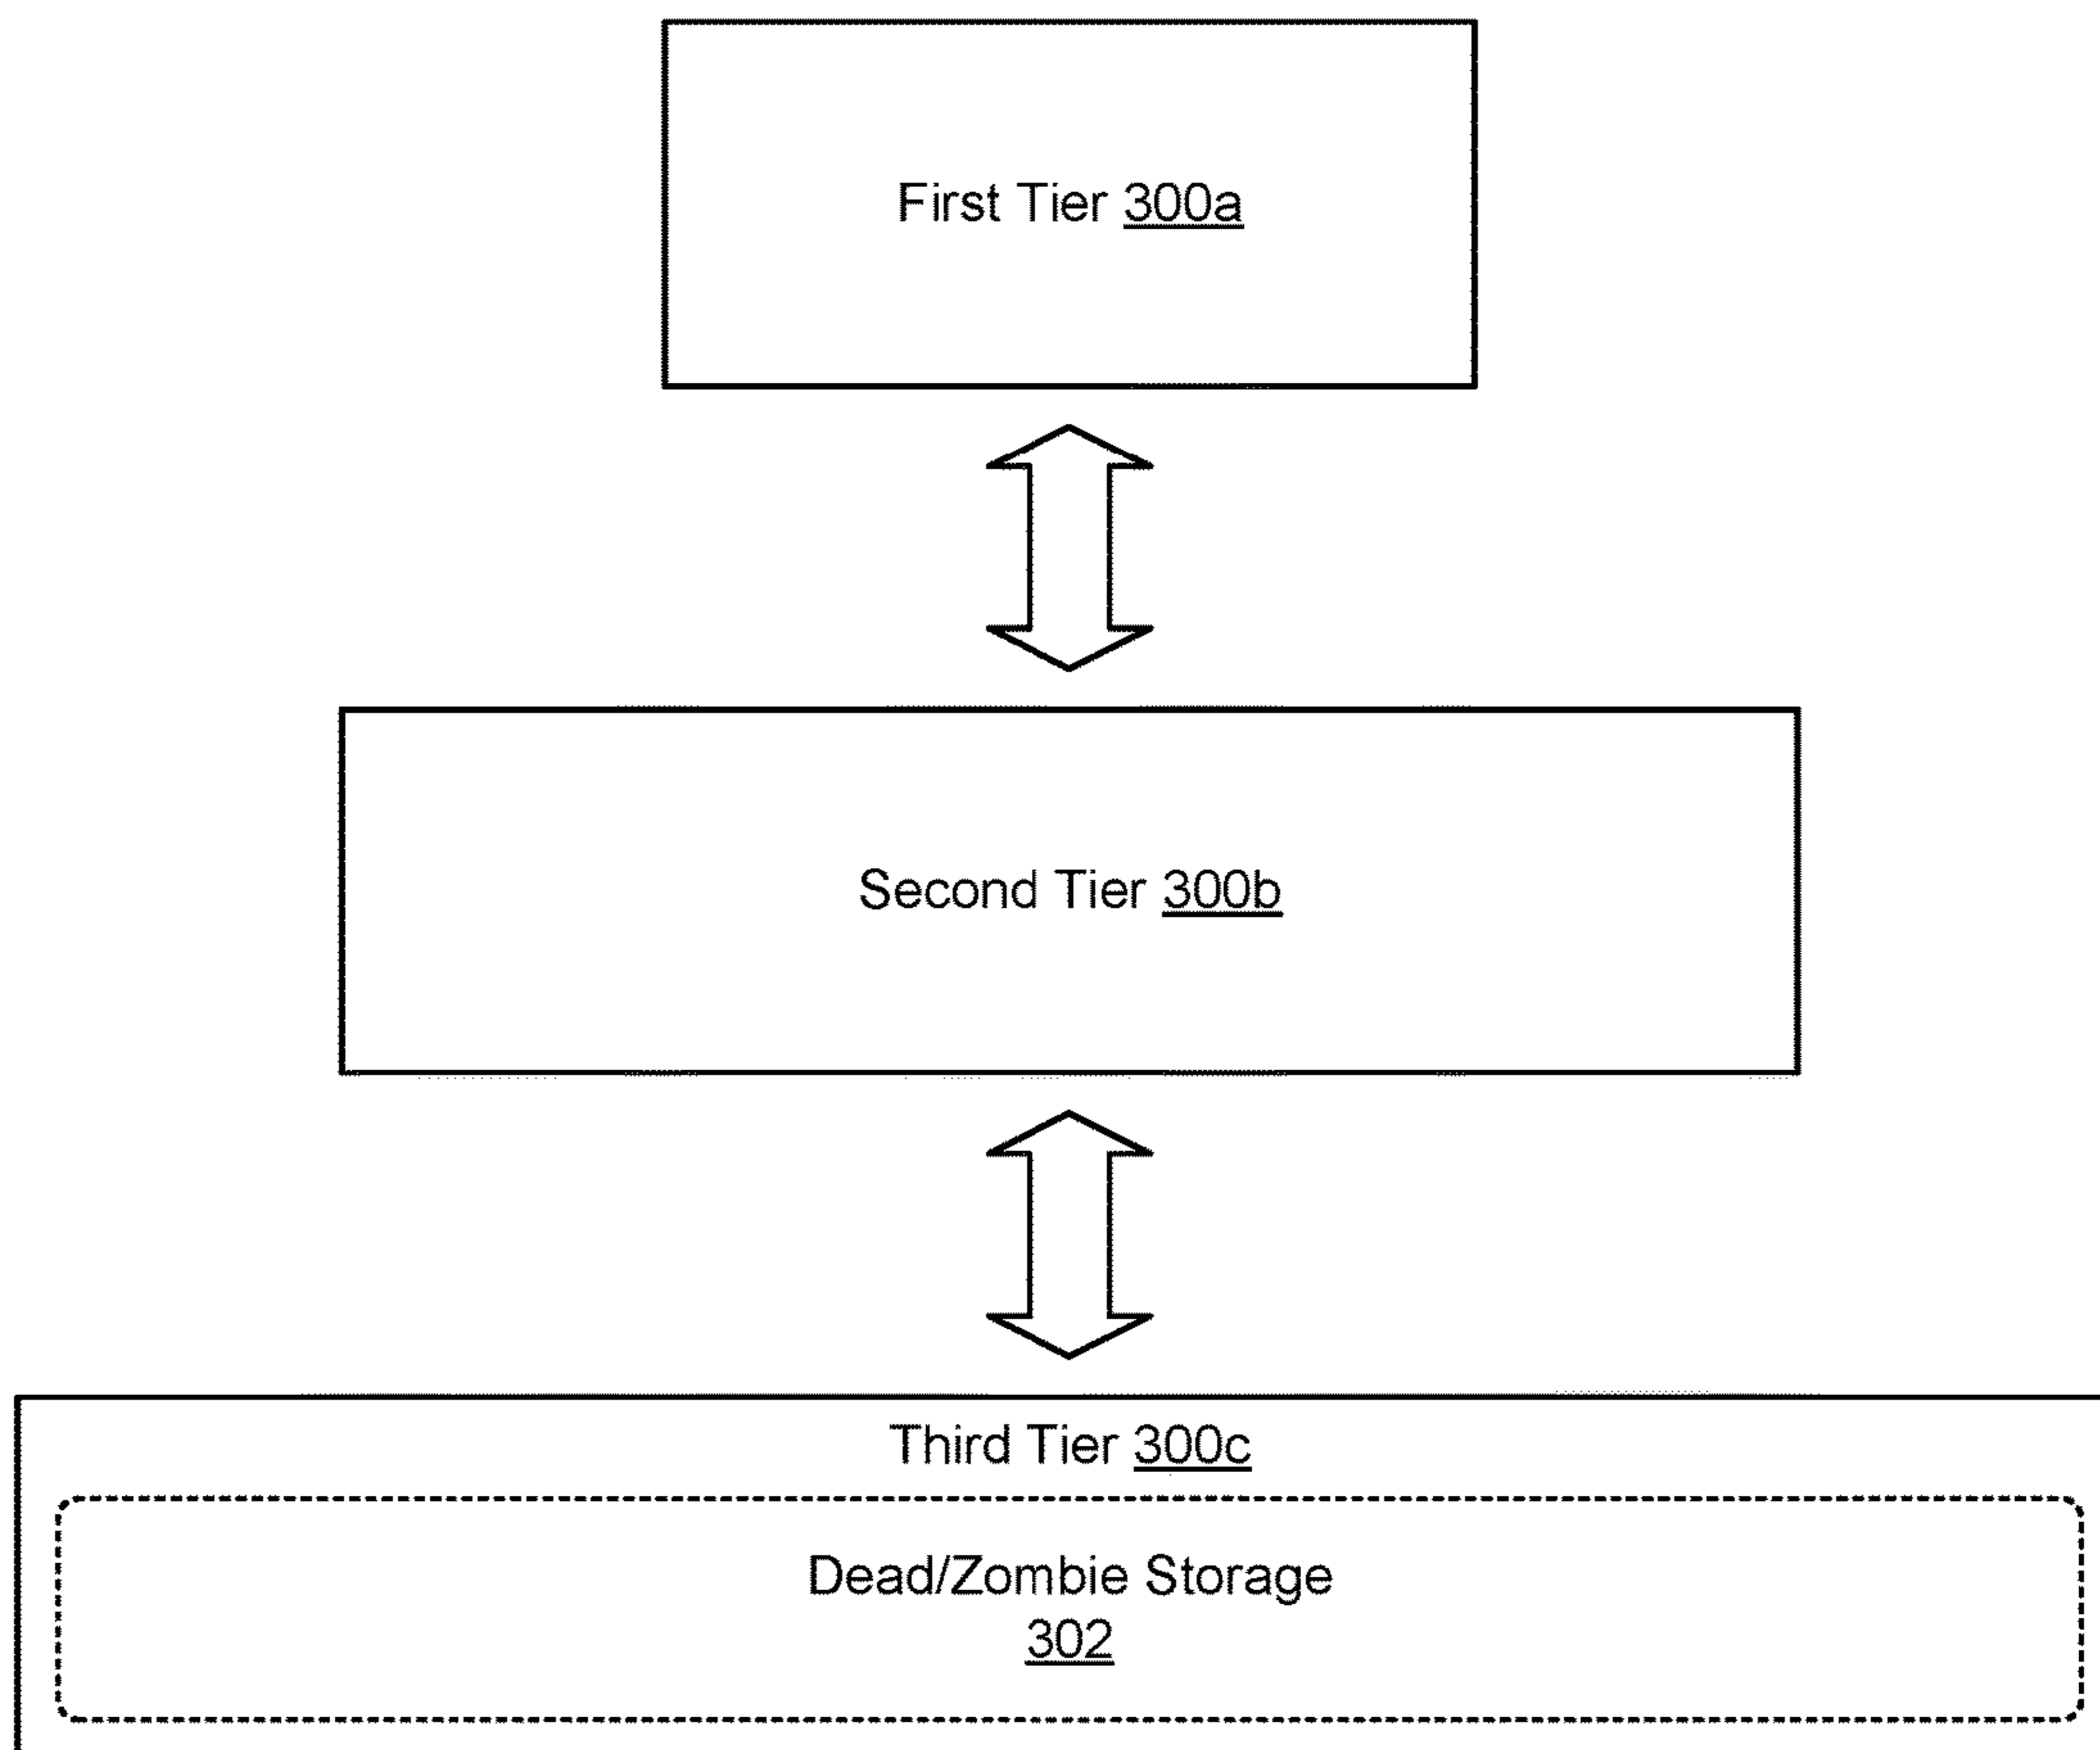 First Tier 300a
Second Tier 300b
Third Tier 300c
Dead/Zombie Storage
302